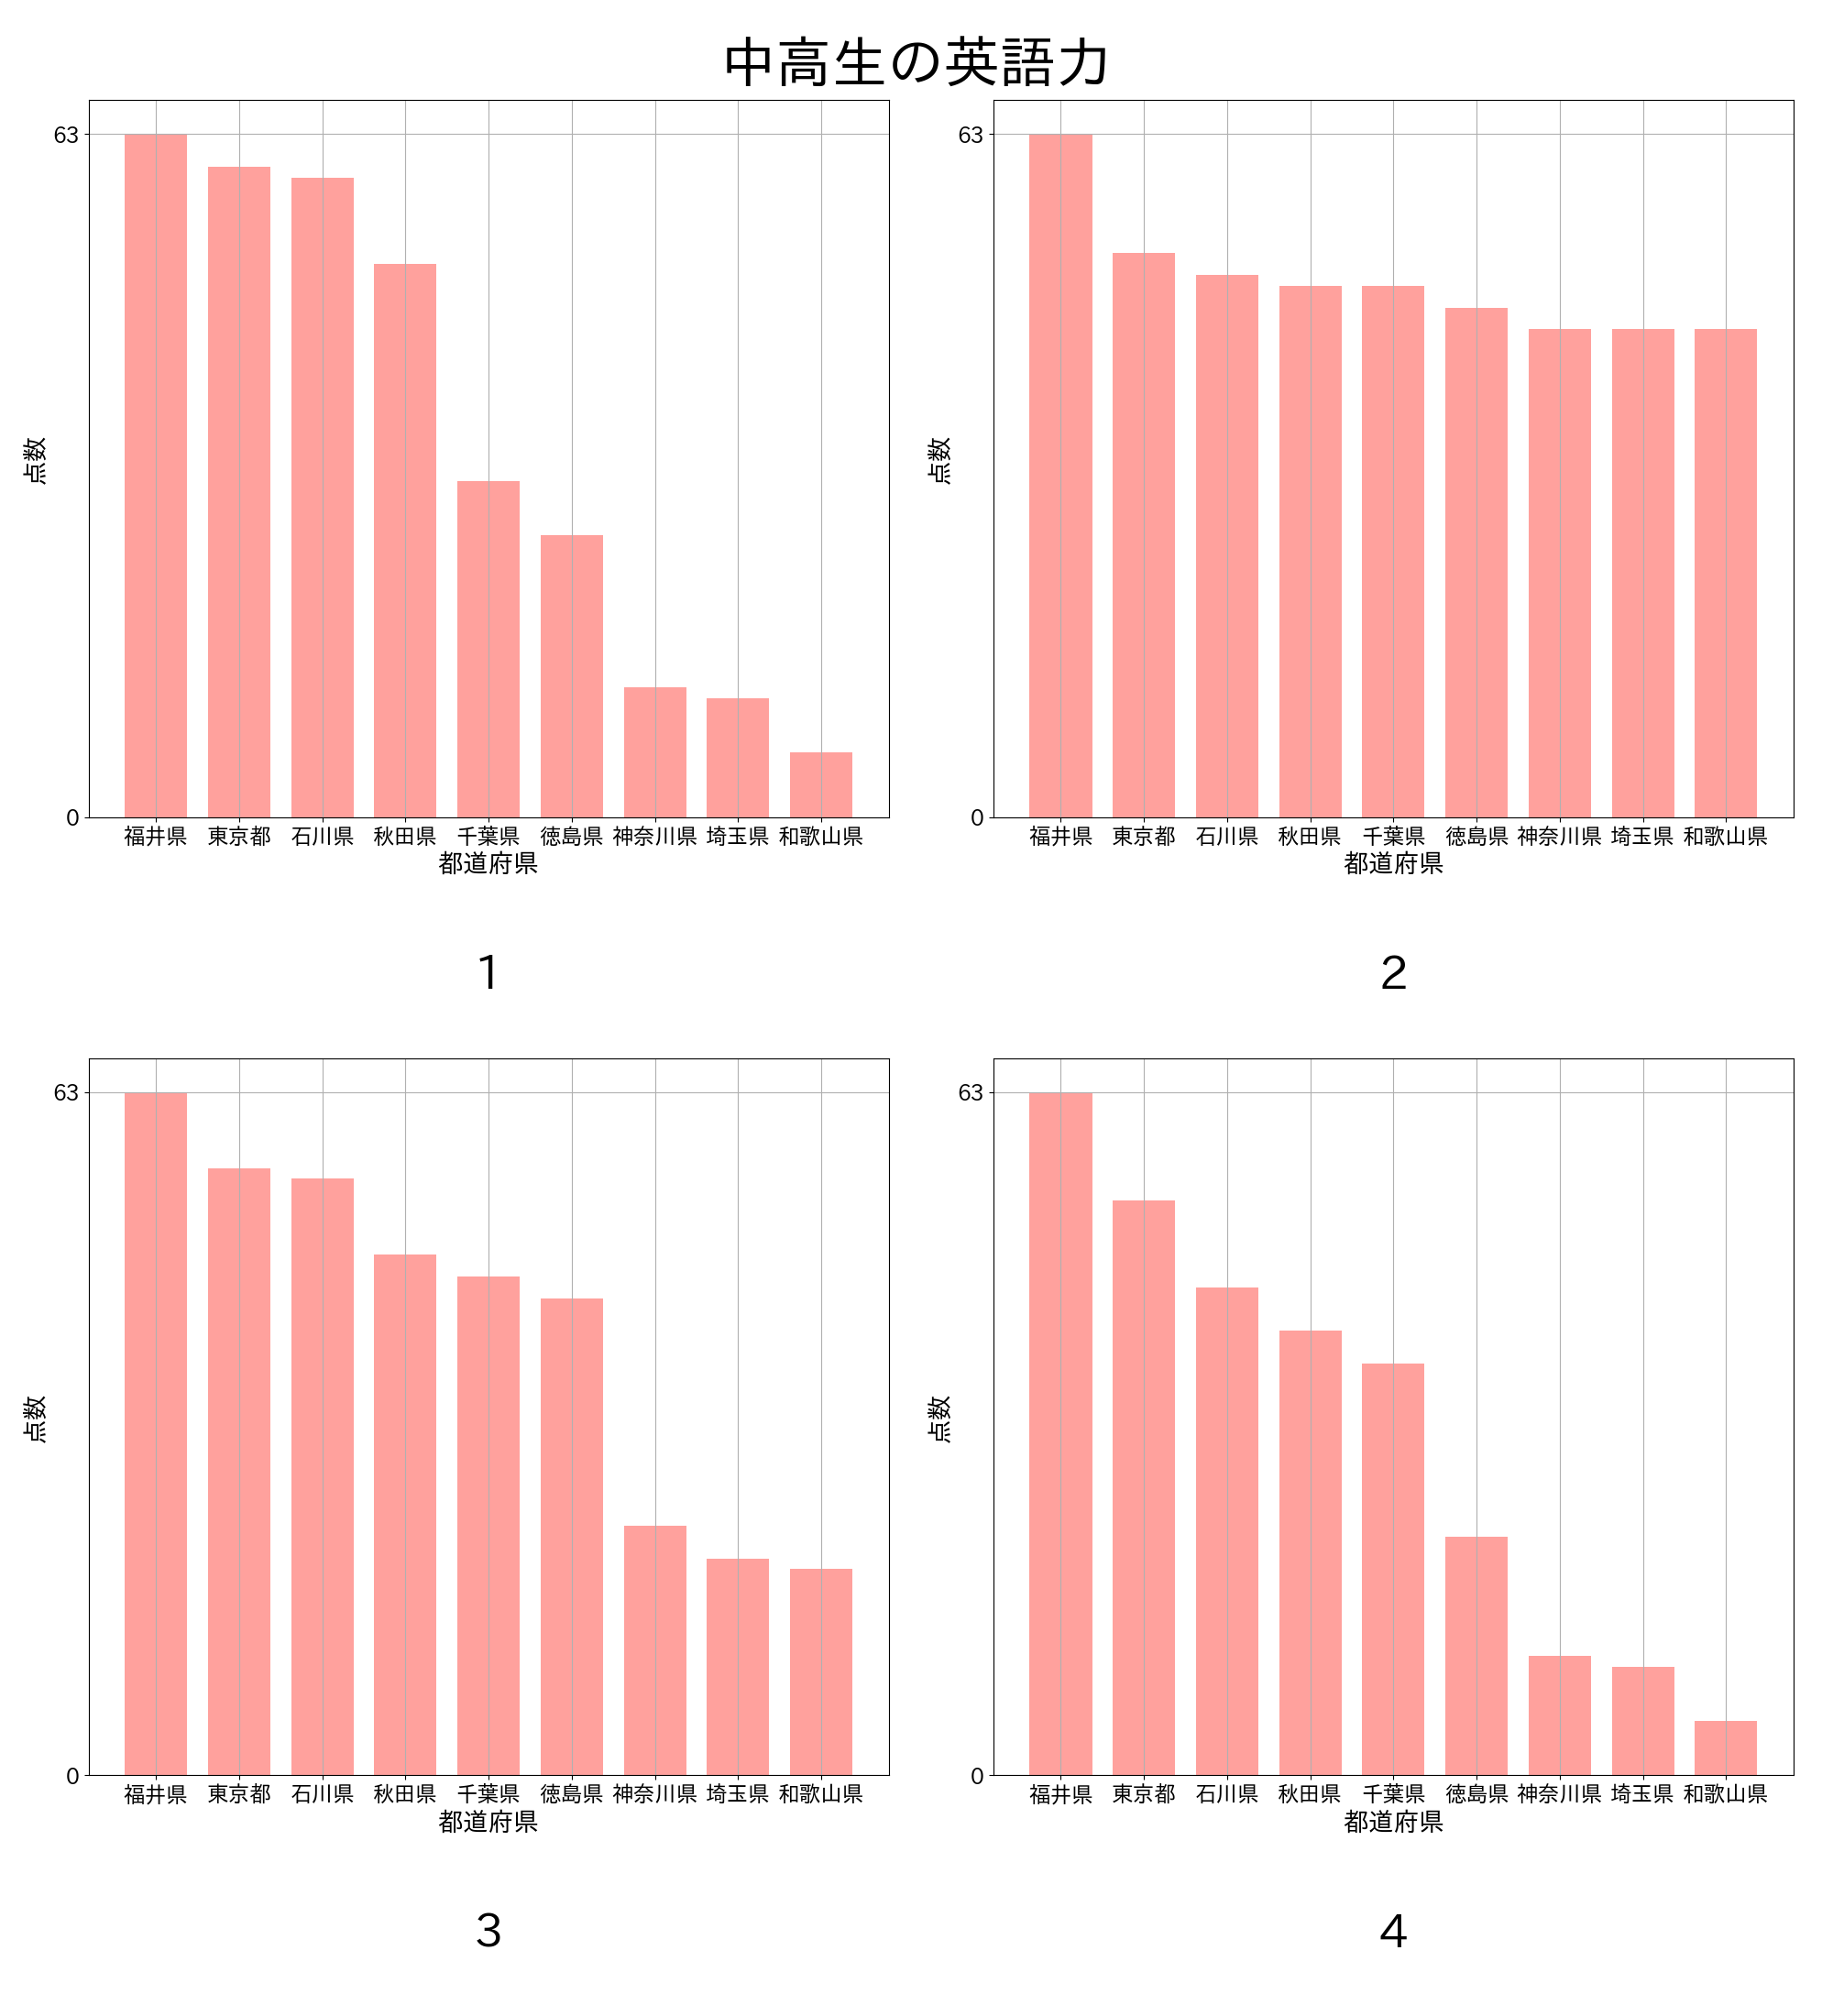 中高生の英語力
63
0
点数
福井県 東京都 石川県 秋田県 千葉県 徳島県 神奈川県 埼玉県 和歌山県
都道府県
1
63
0
点数
福井県 東京都 石川県 秋田県 千葉県 徳島県 神奈川県 埼玉県 和歌山県
都道府県
2
63
0
点数
福井県 東京都 石川県 秋田県 千葉県 徳島県 神奈川県 埼玉県 和歌山県
都道府県
3
63
0
点数
福井県 東京都 石川県 秋田県 千葉県 徳島県 神奈川県 埼玉県 和歌山県
都道府県
4